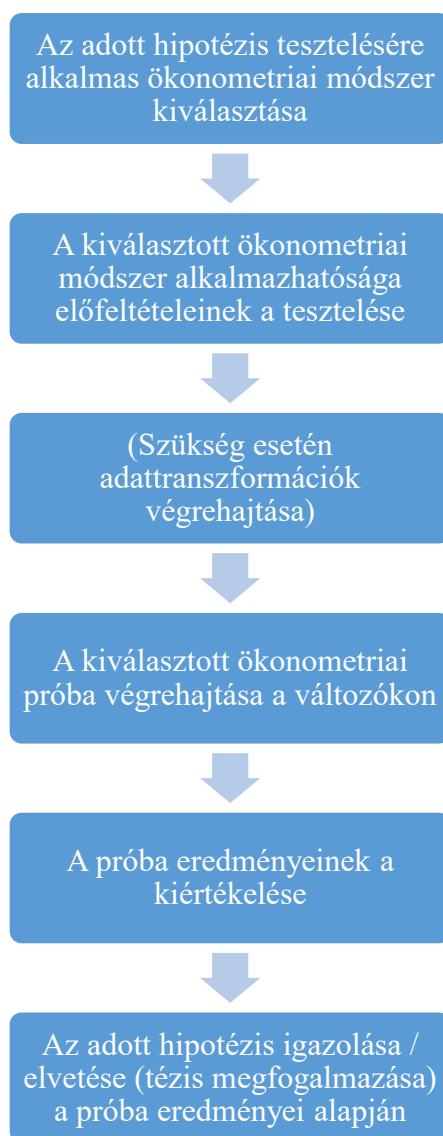 Az adott hipotézis tesztelésére
alkalmas ökonometriai módszer
kiválasztása
A kiválasztott ökonometriai
módszer alkalmazhatósága
előfeltételeinek a tesztelése
(Szükség esetén
adattranszformációk
végrehajtása)
A kiválasztott ökonometriai
próba végrehajtása a változókon
A próba eredményeinek a
kiértékelése
Az adott hipotézis igazolása /
elvetése (tézis megfogalmazása)
a próba eredményei alapján